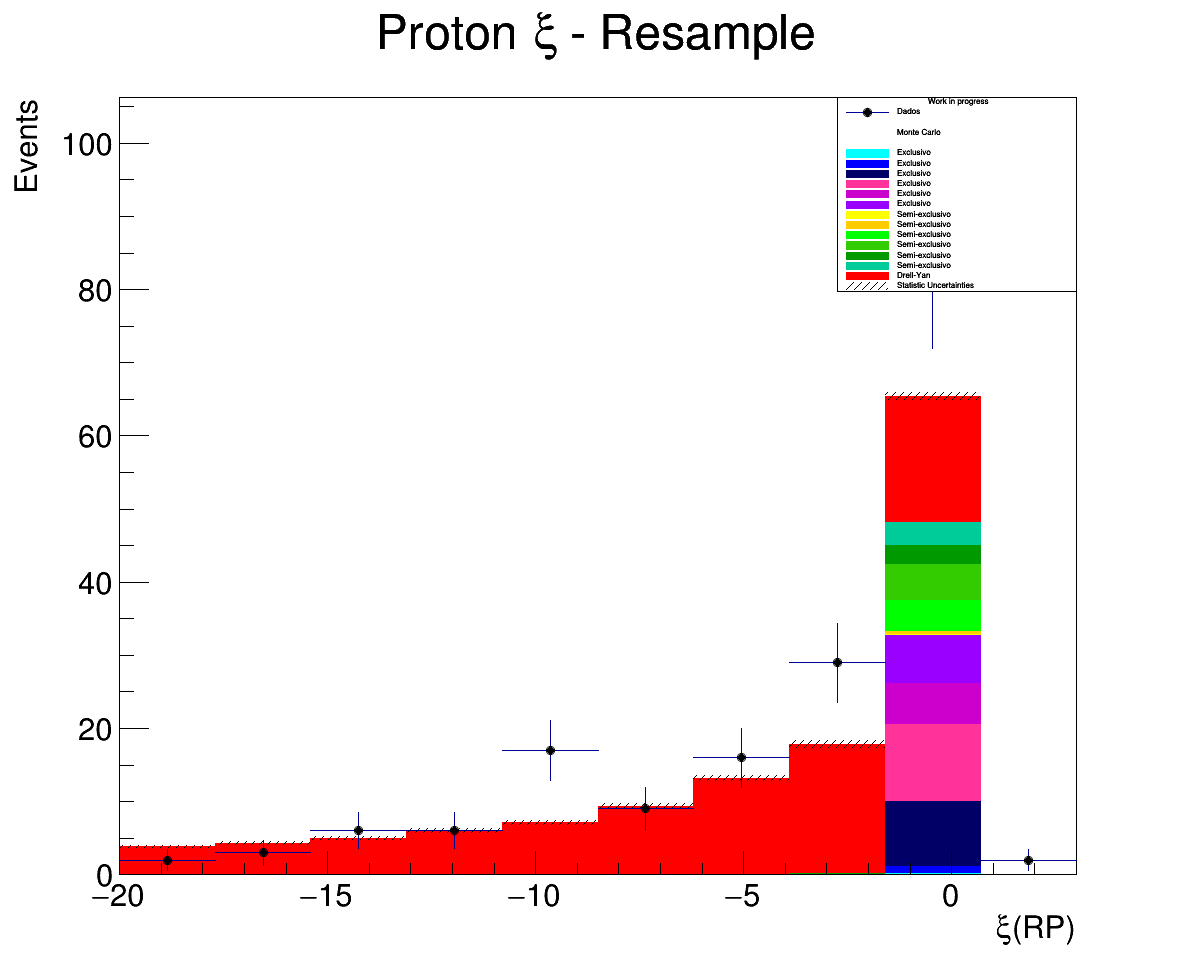 Proton ξ - Resample
Events
100
80
60
40
20
0
−20
−15
−10
−5
0
ξ(RP)
Work in progress
Dados
Monte Carlo
Exclusivo
Exclusivo
Exclusivo
Exclusivo
Exclusivo
Exclusivo
Semi-exclusivo
Semi-exclusivo
Semi-exclusivo
Semi-exclusivo
Semi-exclusivo
Semi-exclusivo
Drell-Yan
Statistic Uncertainties